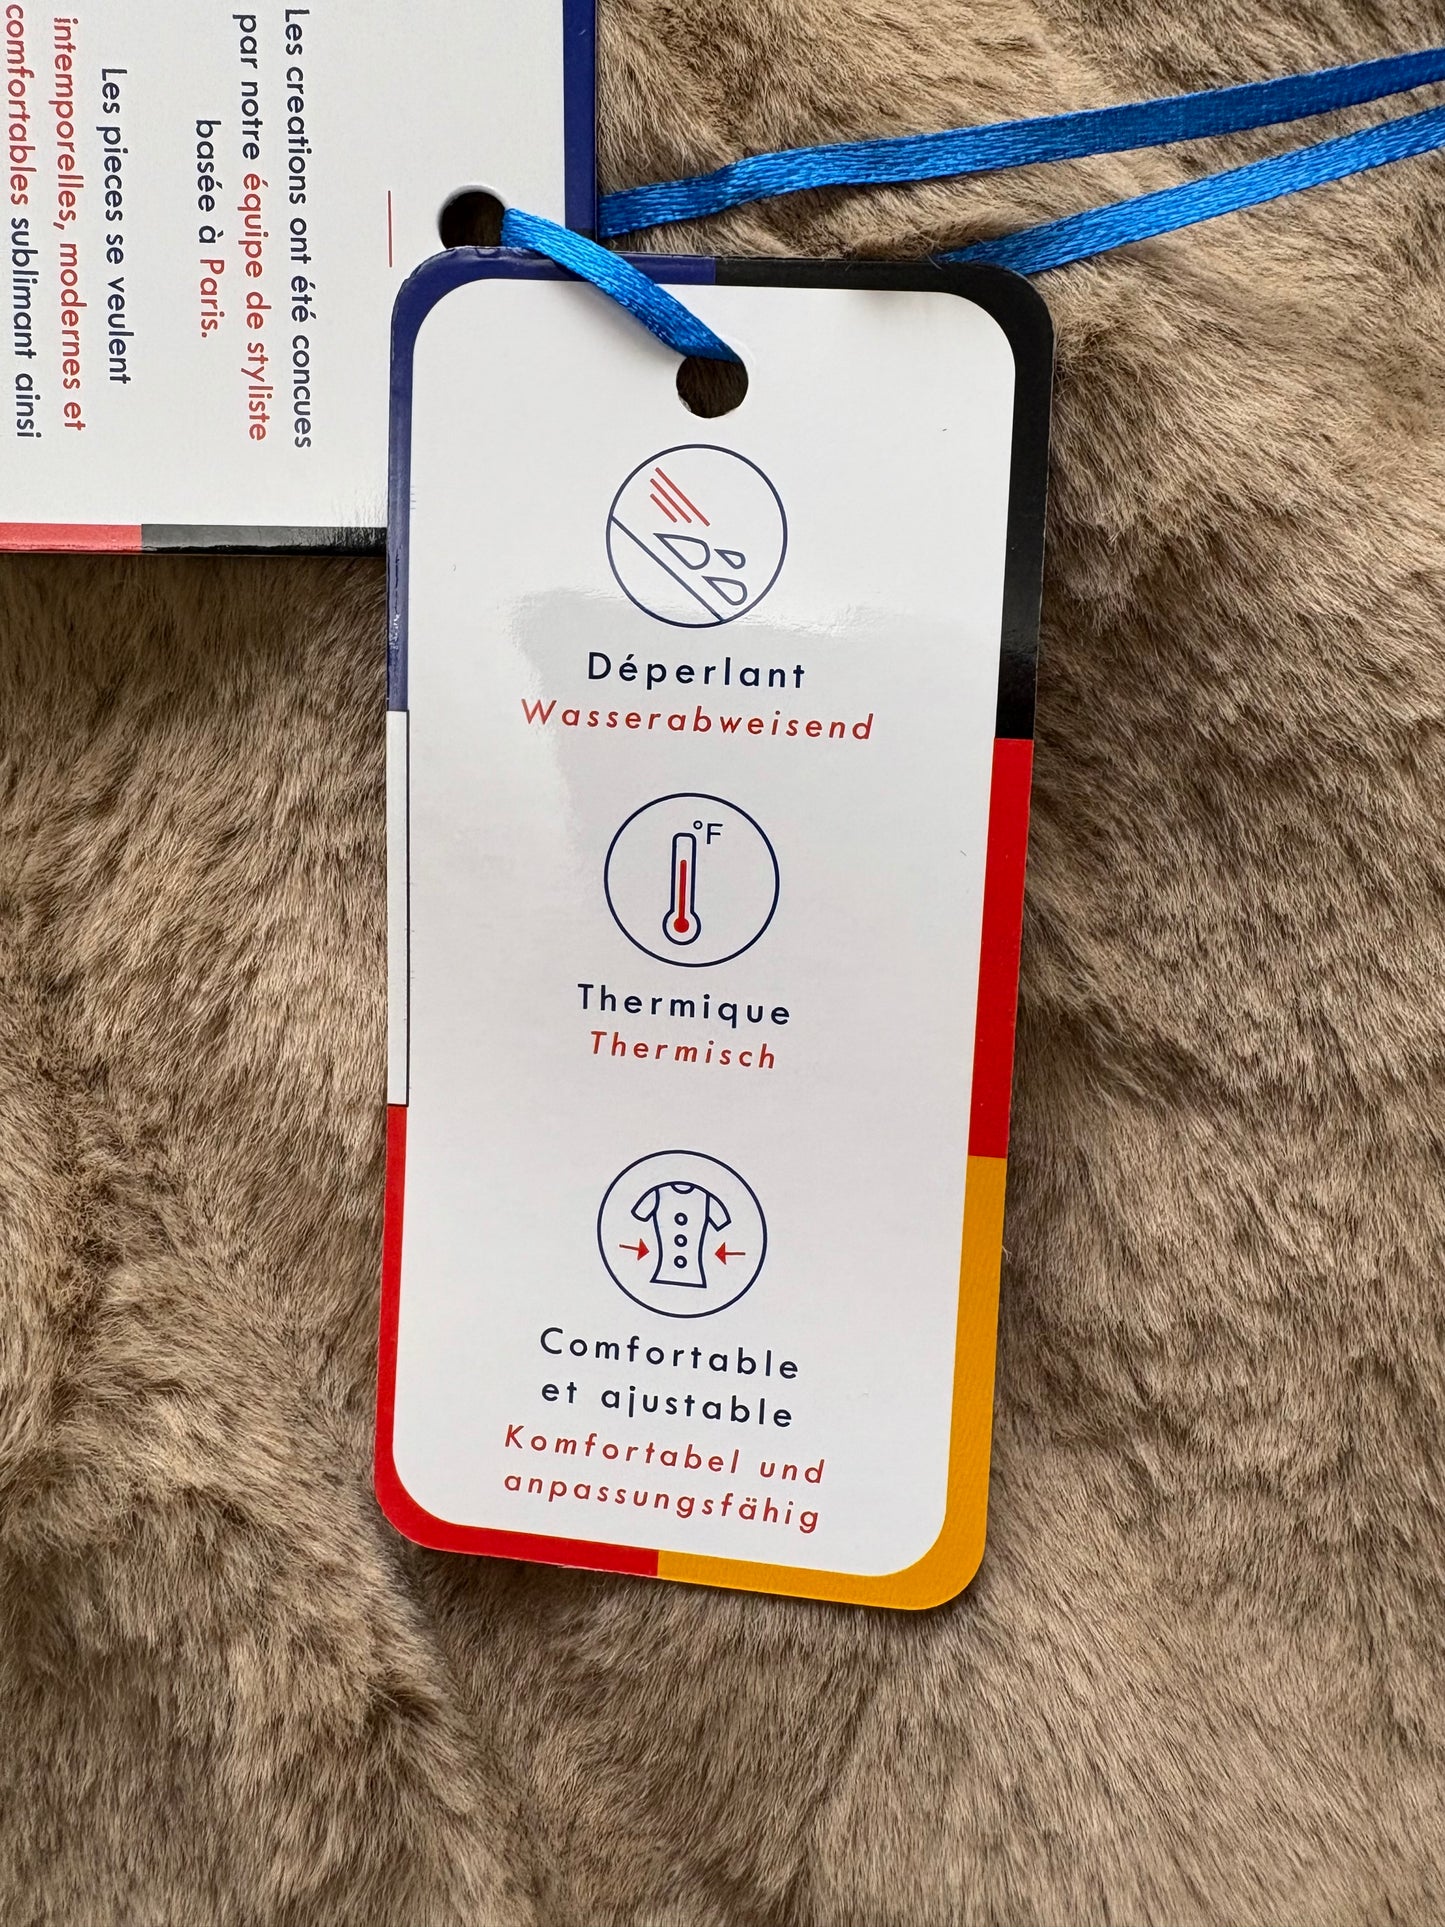 Les creations ont été concues
par notre équipe de styliste
basée à Paris.
Les pieces se veulent
intemporelles, modernes et
comfortables sublimant ainsi
Déperlant
Wasserabweisend
°F
Thermique
Thermisch
Comfortable
et ajustable
Komfortabel und
anpassungsfähig